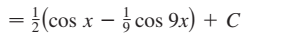 = 1/2(cos x − 1/9 cos 9x) + C